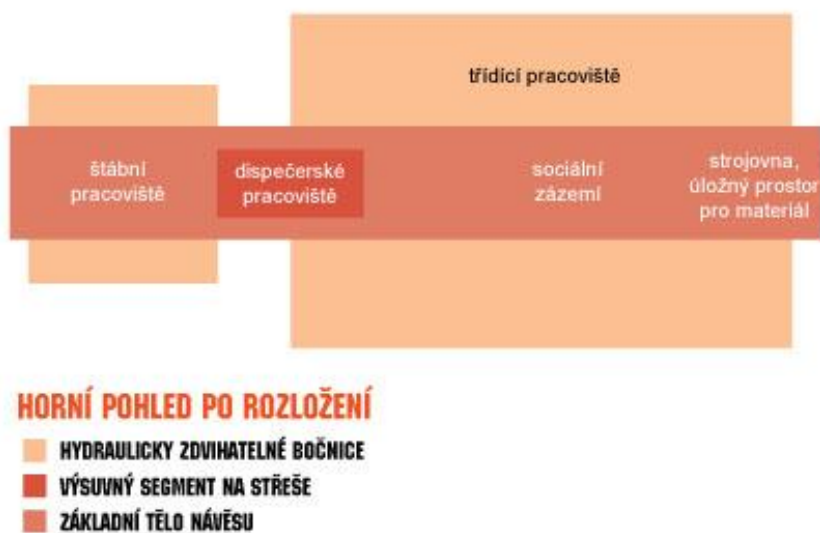 třídicí pracoviště
štábní
pracoviště
dispečerské
pracoviště
sociální
zázemí
strojovna,
úložný prostor
pro materiál
HORNÍ POHLED PO ROZLOŽENÍ
HYDRAULICKY ZDVIHATELNÉ BOČNICE
VÝSUVNÝ SEGMENT NA STŘEŠE
ZÁKLADNÍ TĚLO NÁVĚSU